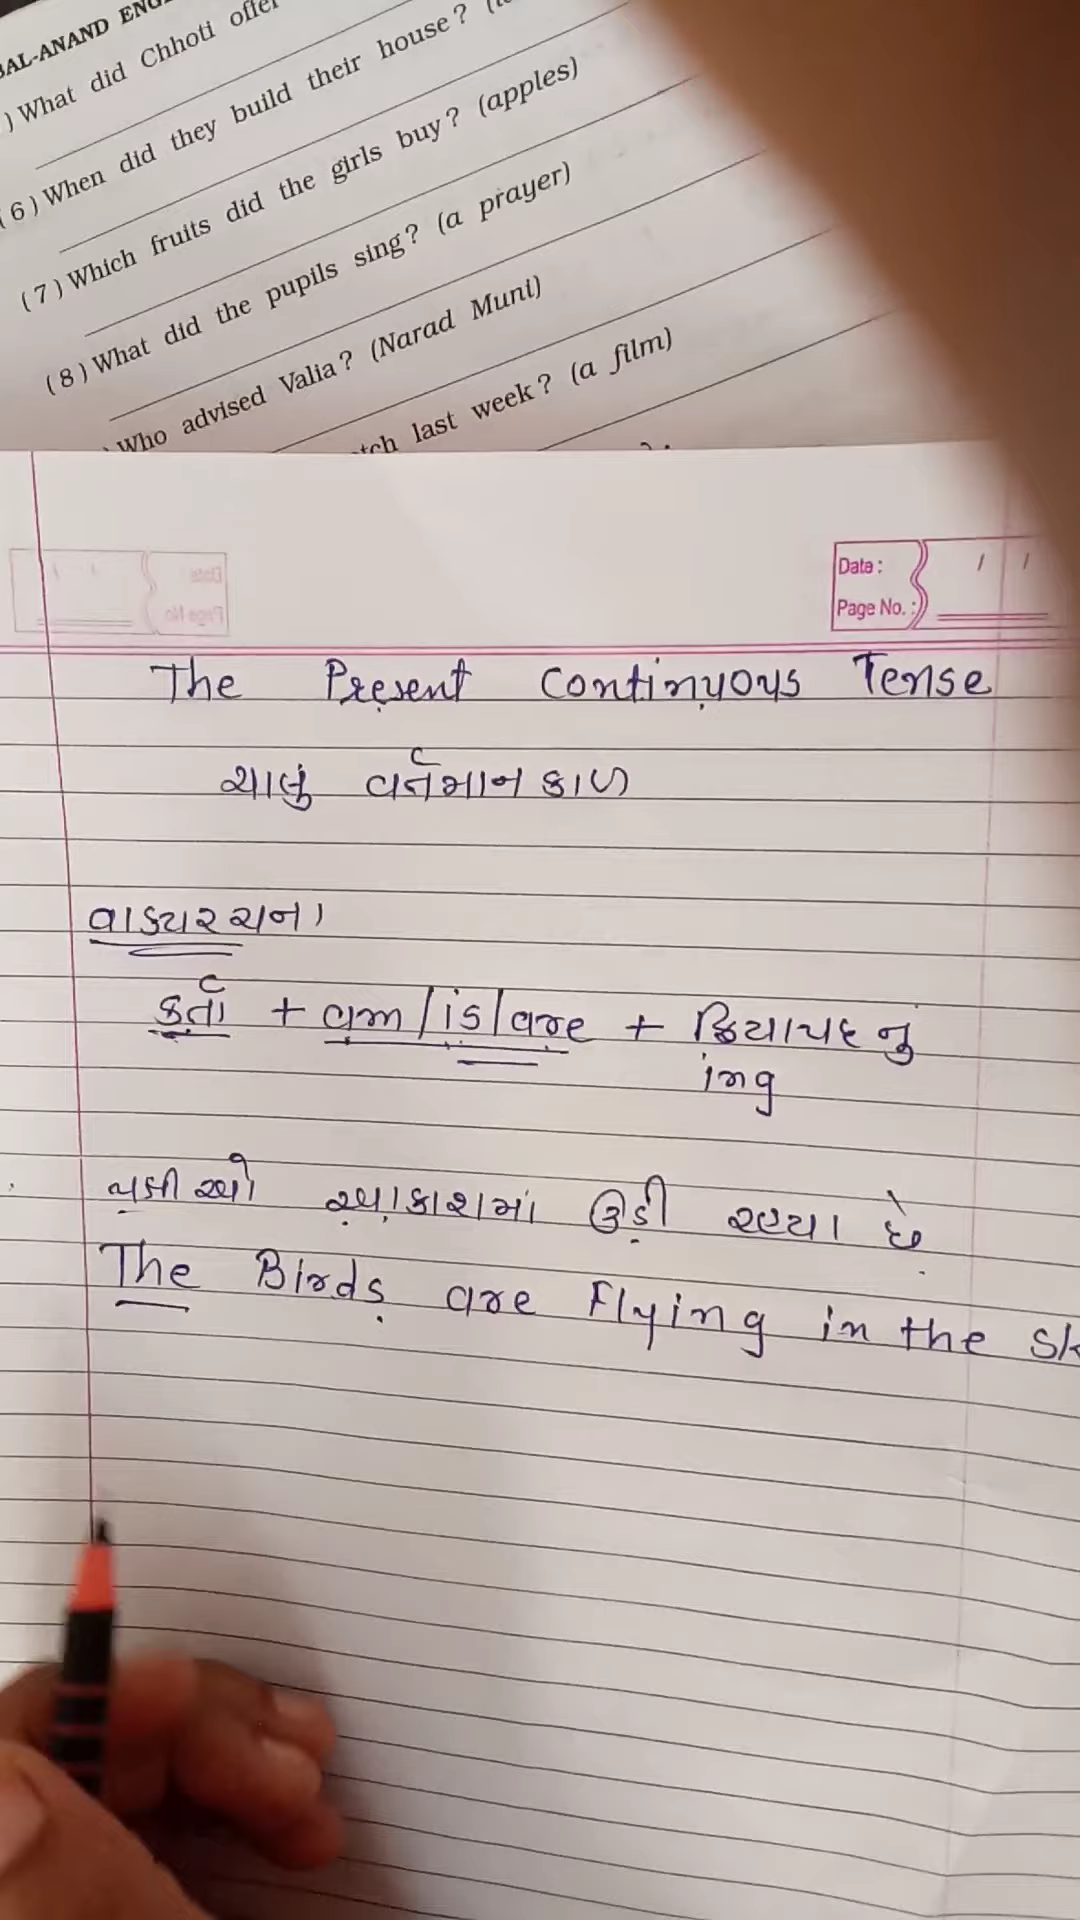 BAL-ANAND
) What did Chhoti
(6) When did they build their house?
(7) Which fruits did the girls buy? (apples)
(8) What did the pupils sing? (a prayer)
Who advised Valia? (Narad Muni)
last week? (a film)
Data : / /
Page No. :
The Present Continuous Tense
ચાલું વર્તમાનકાળ
વાક્યરચના
કર્તા + am/is/are + ક્રિયાપદનું
ing
પક્ષીઓ આકાશમાં ઊડી રહ્યા છે
The Birds are Flying in the